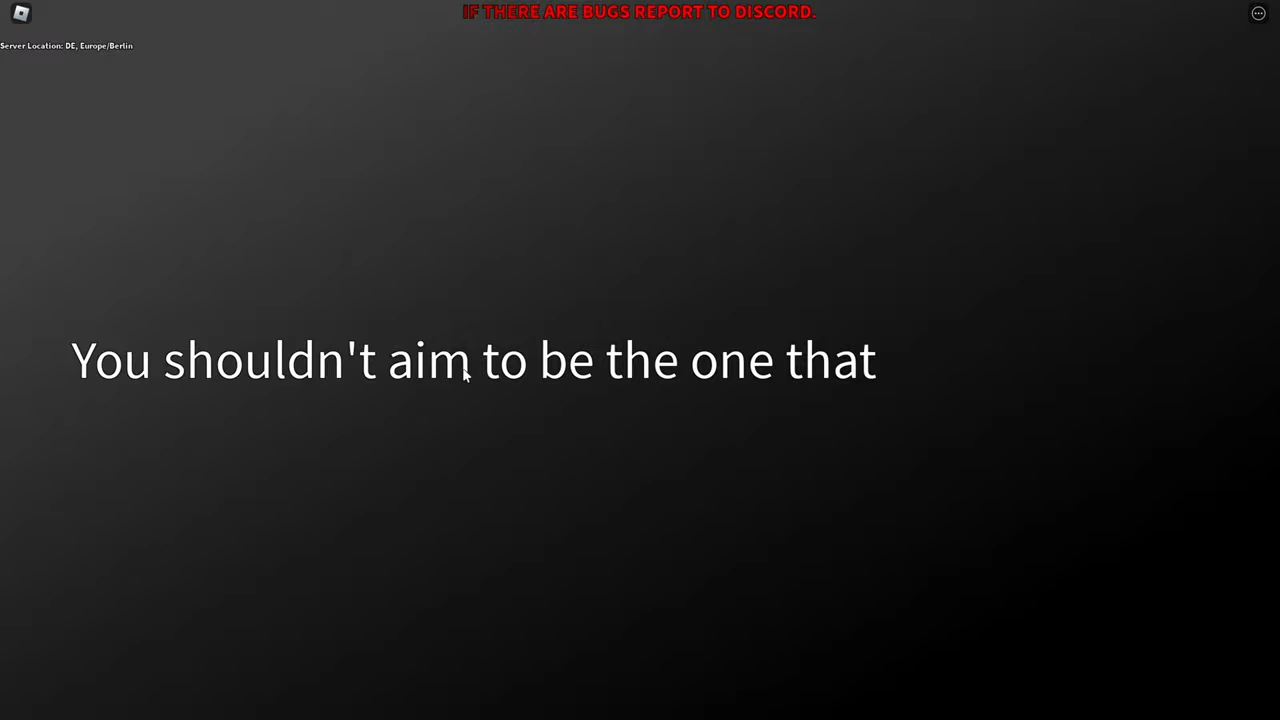 IF THERE ARE BUGS REPORT TO DISCORD.
Server Location: DE, Europe/Berlin
You shouldn't aim to be the one that